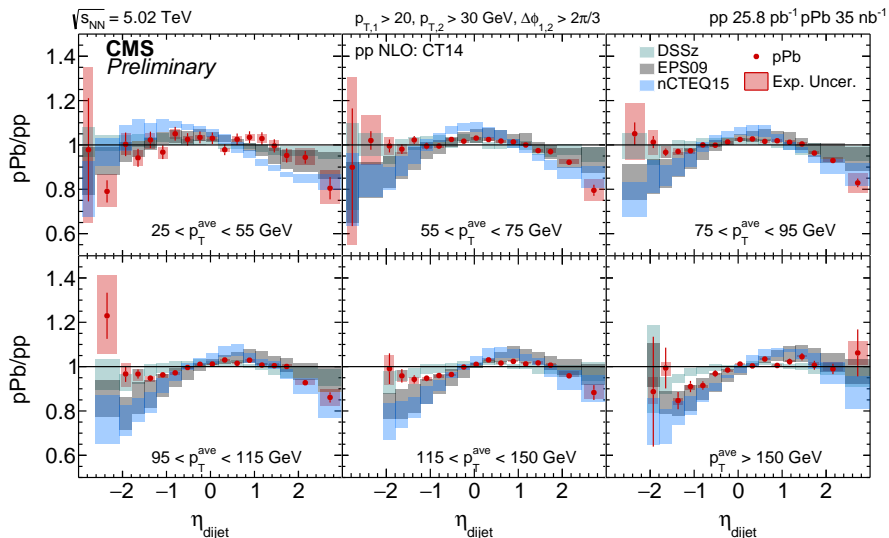 √s_NN = 5.02 TeV
p_T,1 > 20, p_T,2 > 30 GeV, Δϕ_1,2 > 2π/3
pp 25.8 pb⁻¹ pPb 35 nb⁻¹
CMS
Preliminary
pp NLO: CT14
DSSz
EPS09
nCTEQ15
pPb
Exp. Uncer.
pPb/pp
1.4
1.2
1
0.8
0.6
25 < p_T^ave < 55 GeV
55 < p_T^ave < 75 GeV
75 < p_T^ave < 95 GeV
pPb/pp
1.4
1.2
1
0.8
0.6
95 < p_T^ave < 115 GeV
115 < p_T^ave < 150 GeV
p_T^ave > 150 GeV
−2 −1 0 1 2
−2 −1 0 1 2
−2 −1 0 1 2
η_dijet
η_dijet
η_dijet